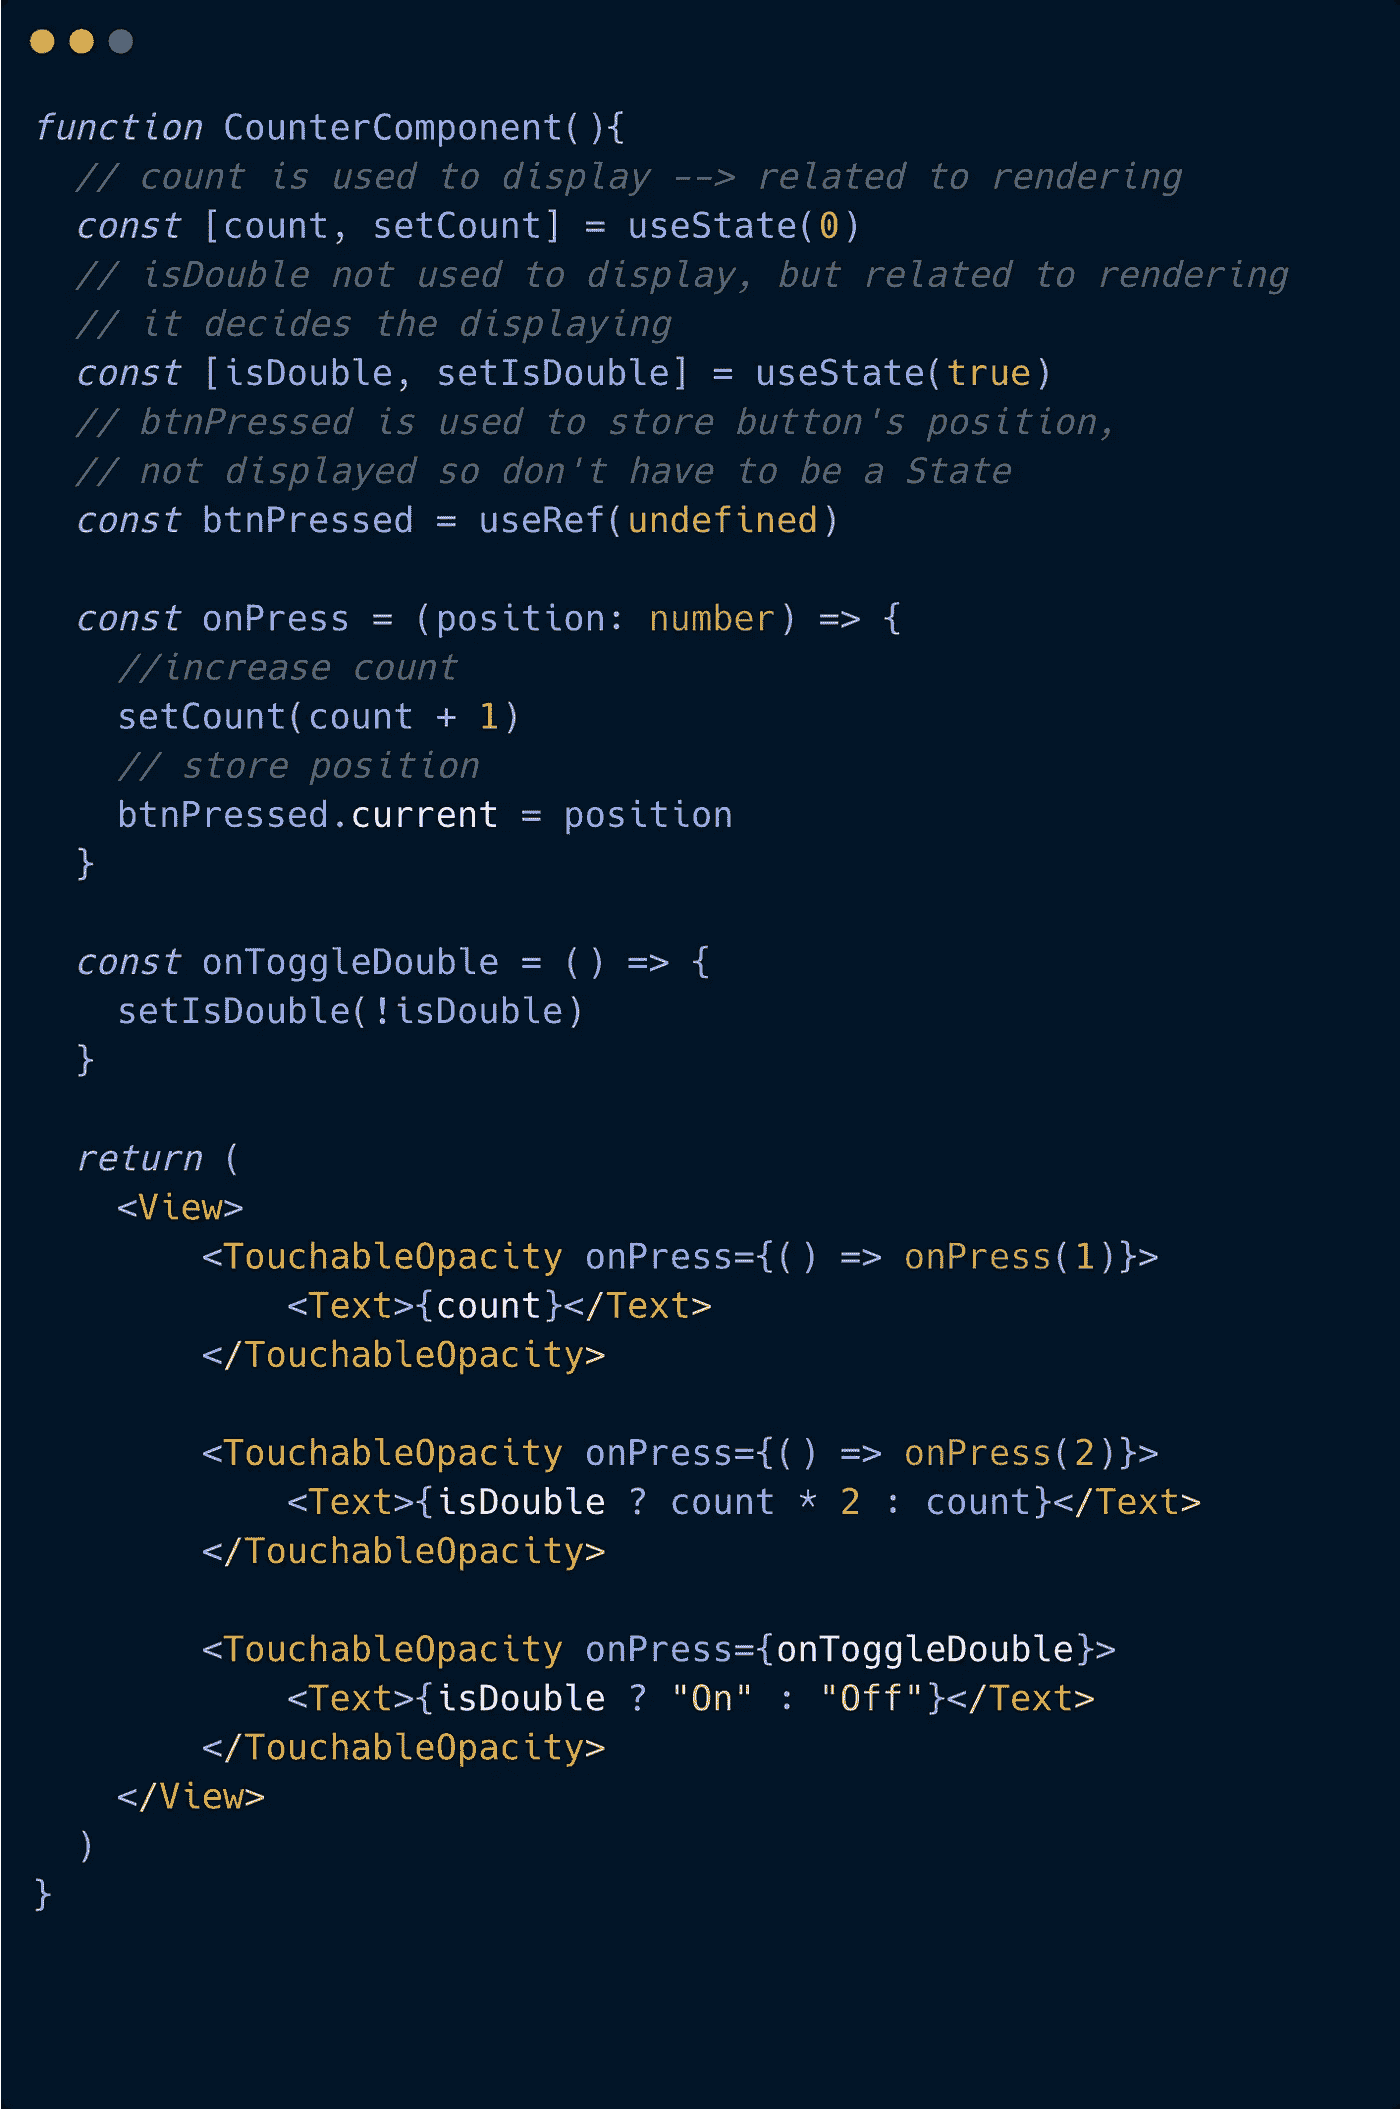 function CounterComponent(){
  // count is used to display --> related to rendering
  const [count, setCount] = useState(0)
  // isDouble not used to display, but related to rendering
  // it decides the displaying
  const [isDouble, setIsDouble] = useState(true)
  // btnPressed is used to store button's position,
  // not displayed so don't have to be a State
  const btnPressed = useRef(undefined)

  const onPress = (position: number) => {
    //increase count
    setCount(count + 1)
    // store position
    btnPressed.current = position
  }

  const onToggleDouble = () => {
    setIsDouble(!isDouble)
  }

  return (
    <View>
        <TouchableOpacity onPress={() => onPress(1)}>
            <Text>{count}</Text>
        </TouchableOpacity>

        <TouchableOpacity onPress={() => onPress(2)}>
            <Text>{isDouble ? count * 2 : count}</Text>
        </TouchableOpacity>

        <TouchableOpacity onPress={onToggleDouble}>
            <Text>{isDouble ? "On" : "Off"}</Text>
        </TouchableOpacity>
    </View>
  )
}